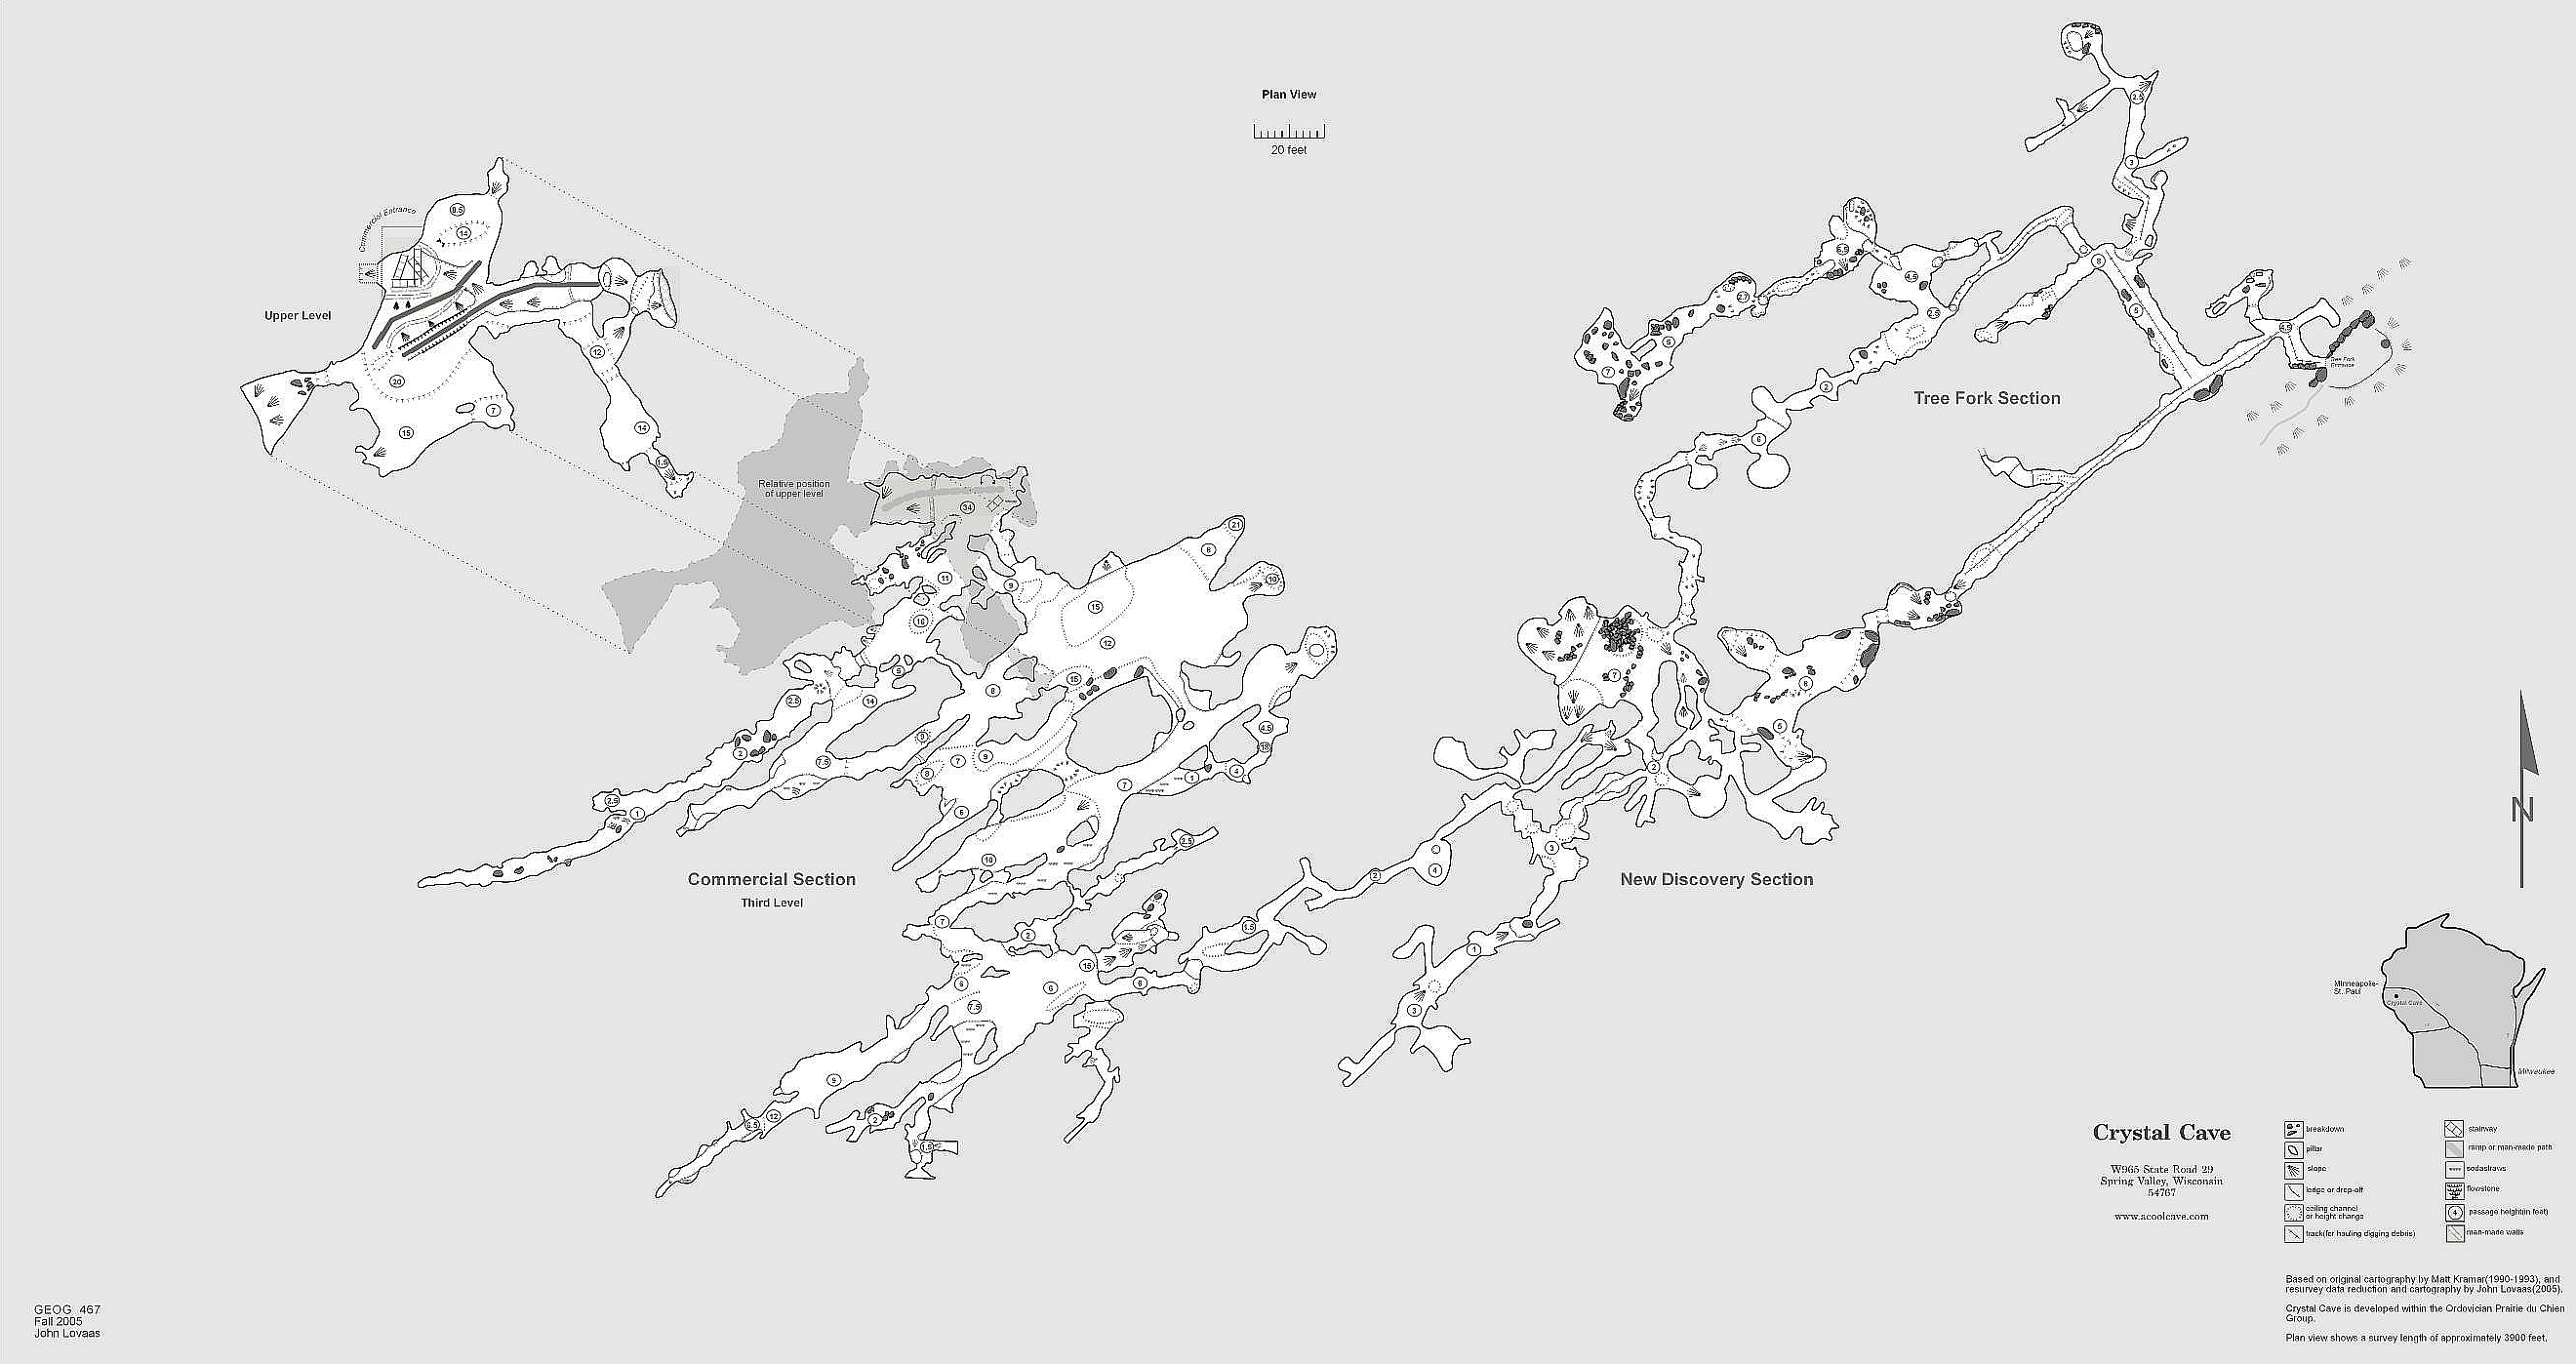 Plan View
20 feet
Commercial Entrance
Upper Level
8.5
14
12
20
7
15
14
1.5
Relative position
of upper level
34
21
8
10
11
9
15
16
12
5
15
8
14
2.5
2
7.5
9
7
9
8
6
4.5
15
4
1
7
2.5
1
10
2.5
Commercial Section
Third Level
7
2
15
6
6
6
7.5
9
12
5.5
2
1.5
1.5
2
4
New Discovery Section
3
1
3
2
7
6
5
2.5
3
8
5
4.5
2.5
7
6
2
6
Tree Fork Section
Tree Fork
Entrance
N
Minneapolis-
St. Paul
Crystal Cave
Milwaukee
Crystal Cave
W965 State Road 29
Spring Valley, Wisconsin
54767
www.acoolcave.com
breakdown
pillar
slope
ledge or drop-off
ceiling channel
or height change
track(for hauling digging debris)
stairway
ramp or man-made path
sodastraws
flowstone
4
passage height(in feet)
man-made walls
Based on original cartography by Matt Kramar(1990-1993), and
resurvey data reduction and cartography by John Lovaas(2005).
Crystal Cave is developed within the Ordovician Prairie du Chien
Group.
Plan view shows a survey length of approximately 3900 feet.
GEOG 467
Fall 2005
John Lovaas